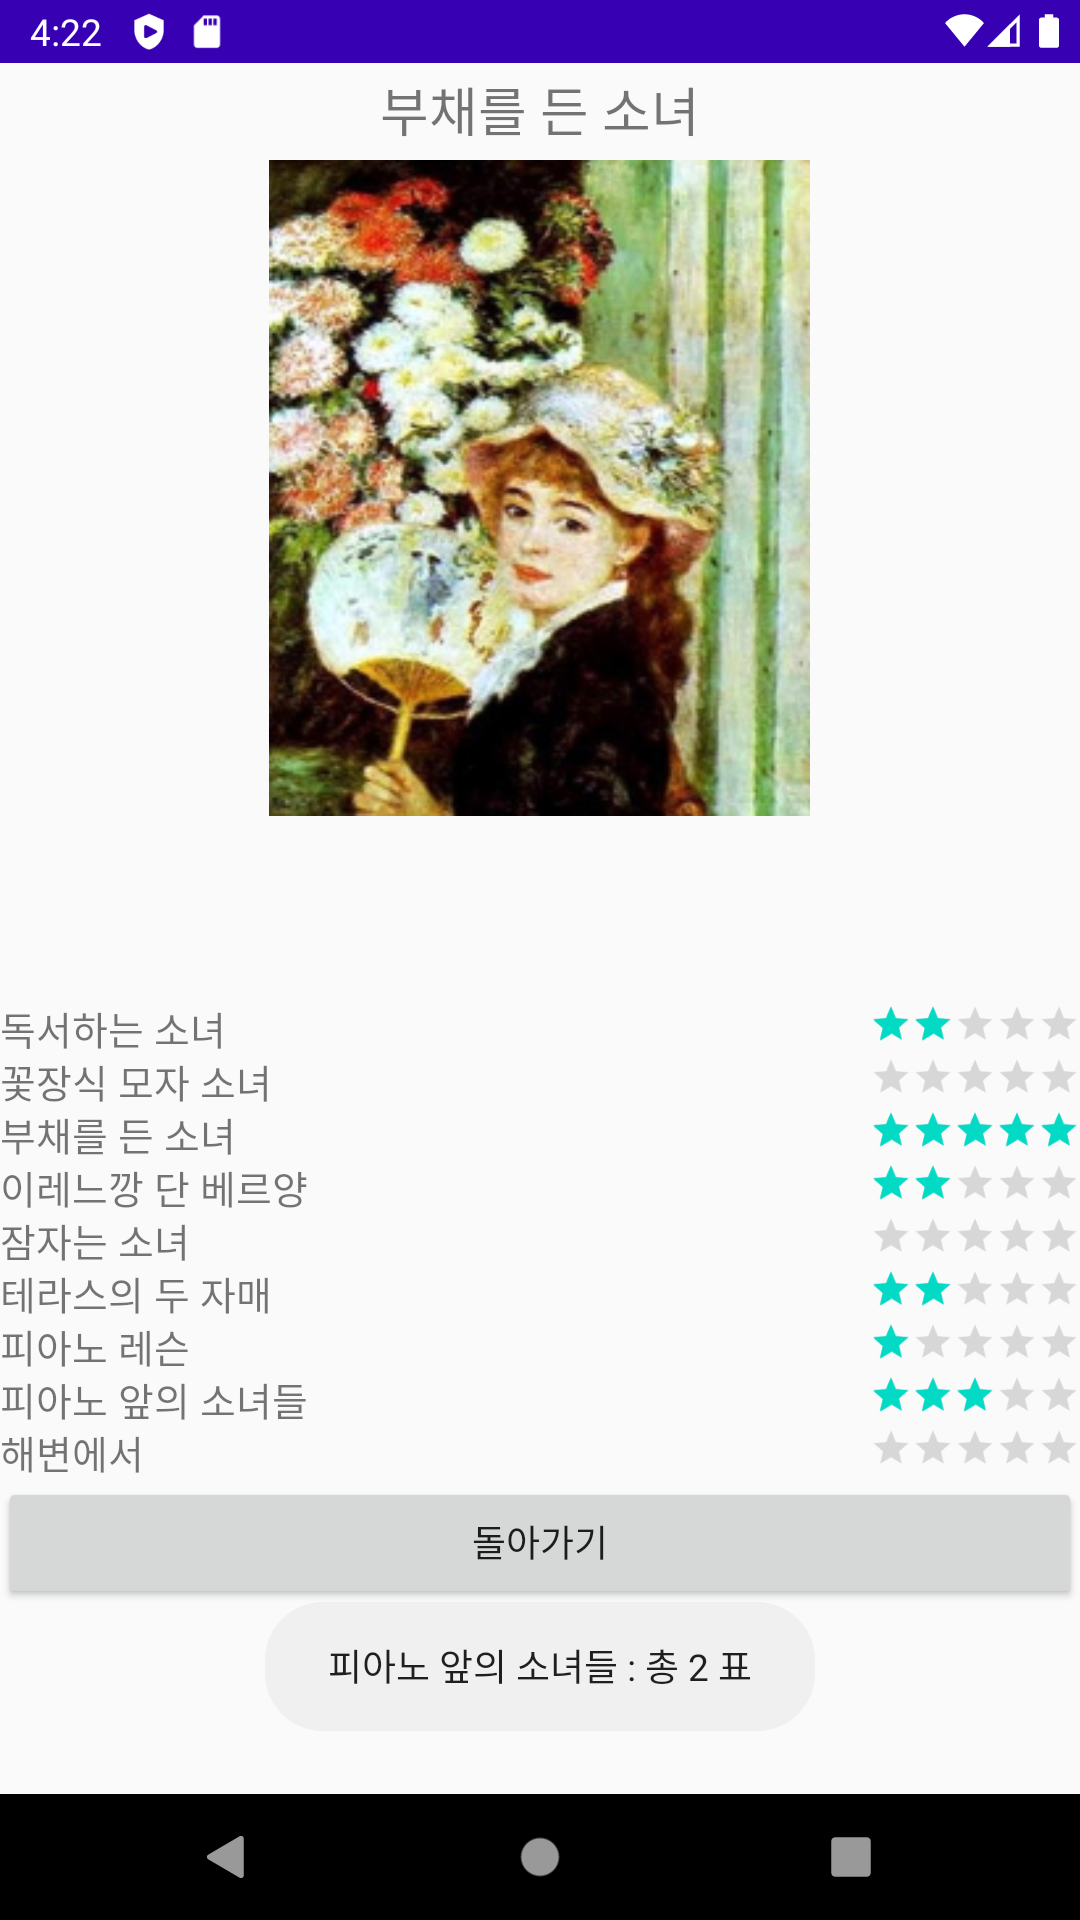 4:22
부채를 든 소녀
독서하는 소녀
꽃장식 모자 소녀
부채를 든 소녀
이레느깡 단 베르양
잠자는 소녀
테라스의 두 자매
피아노 레슨
피아노 앞의 소녀들
해변에서
돌아가기
피아노 앞의 소녀들 : 총 2 표